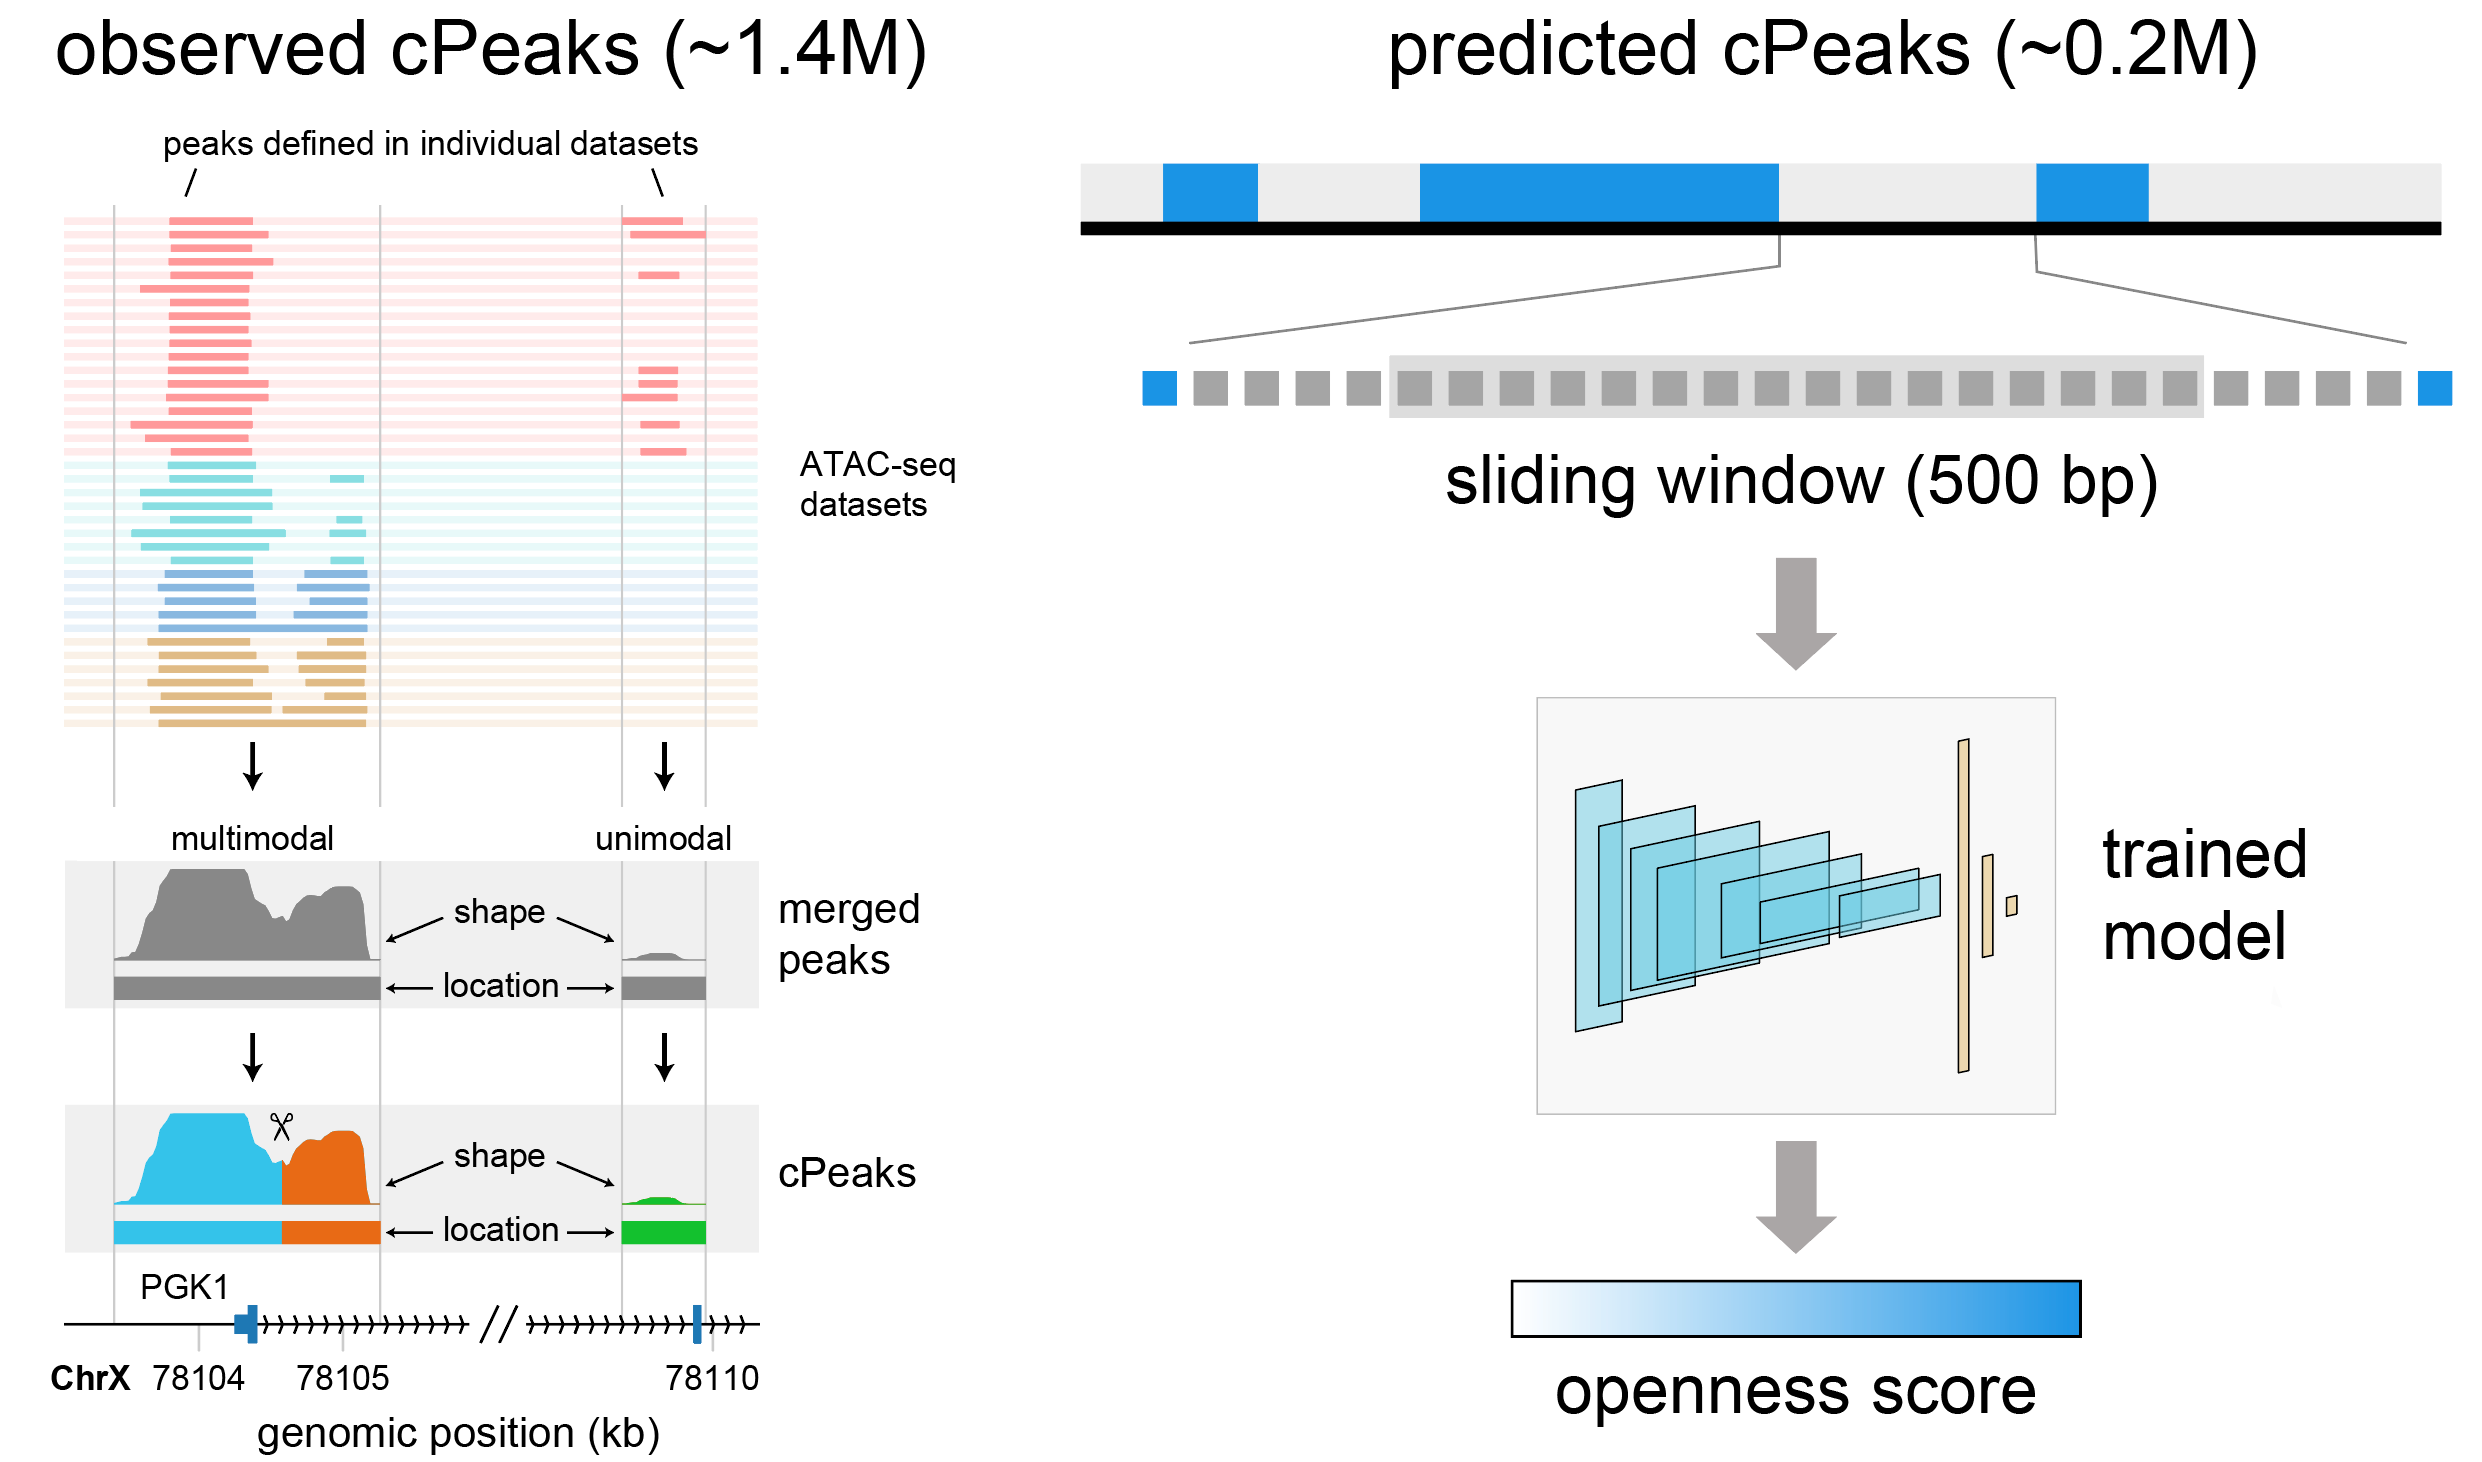 observed cPeaks (~1.4M)
peaks defined in individual datasets
ATAC-seq
datasets
multimodal
unimodal
shape
location
merged
peaks
shape
location
cPeaks
PGK1
ChrX
78104
78105
78110
genomic position (kb)
predicted cPeaks (~0.2M)
sliding window (500 bp)
trained
model
openness score